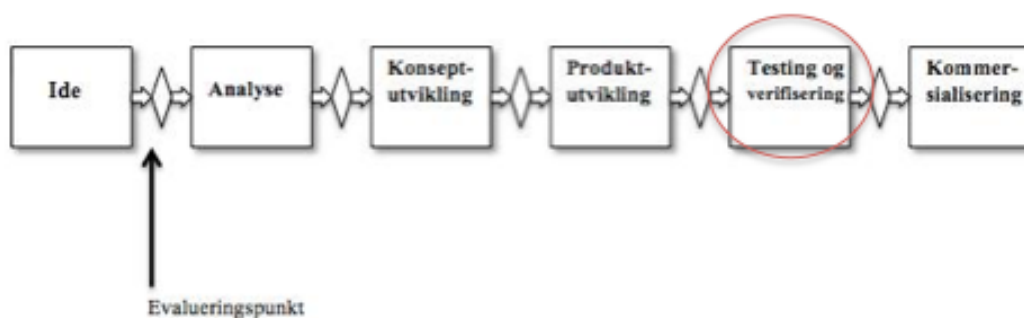 Ide
Analyse
Konsept-
utvikling
Produkt-
utvikling
Testing og
verifisering
Kommer-
sialisering
Evalueringspunkt